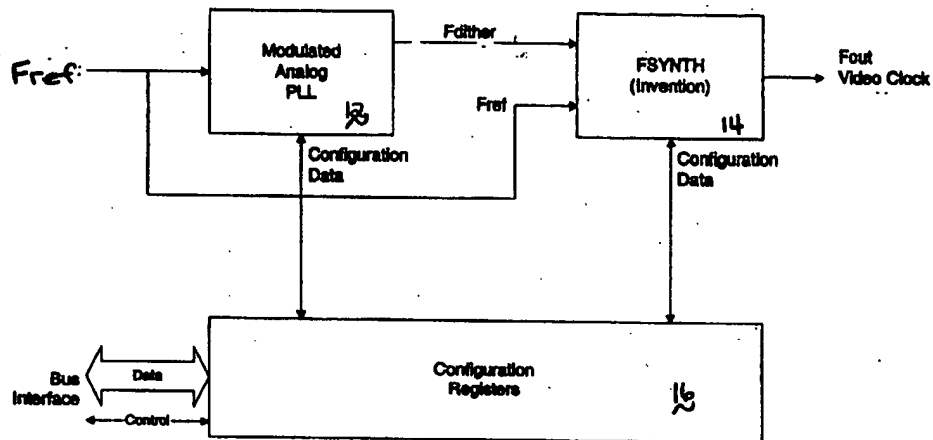 Fref:
Modulated
Analog
PLL
12
Fdither
Fref
FSYNTH
(Invention)
14
Fout
Video Clock
Configuration
Data
Configuration
Data
Bus
Interface
Data
Control
Configuration
Registers
16